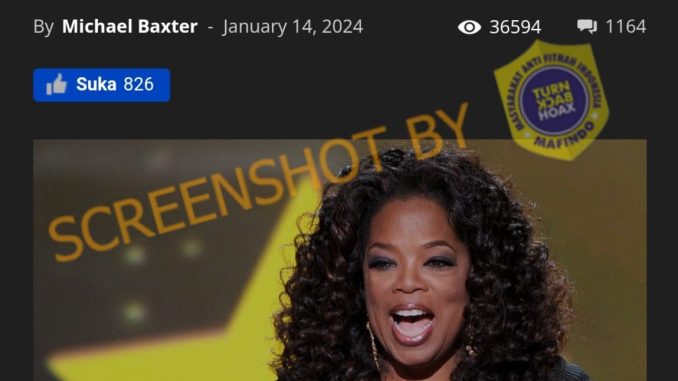 By Michael Baxter - January 14, 2024 36594 1164
Suka 826
SCREENSHOT BY
MASYARAKAT ANTI FITNAH INDONESIA
TURN
BACK
HOAX
MAFINDO